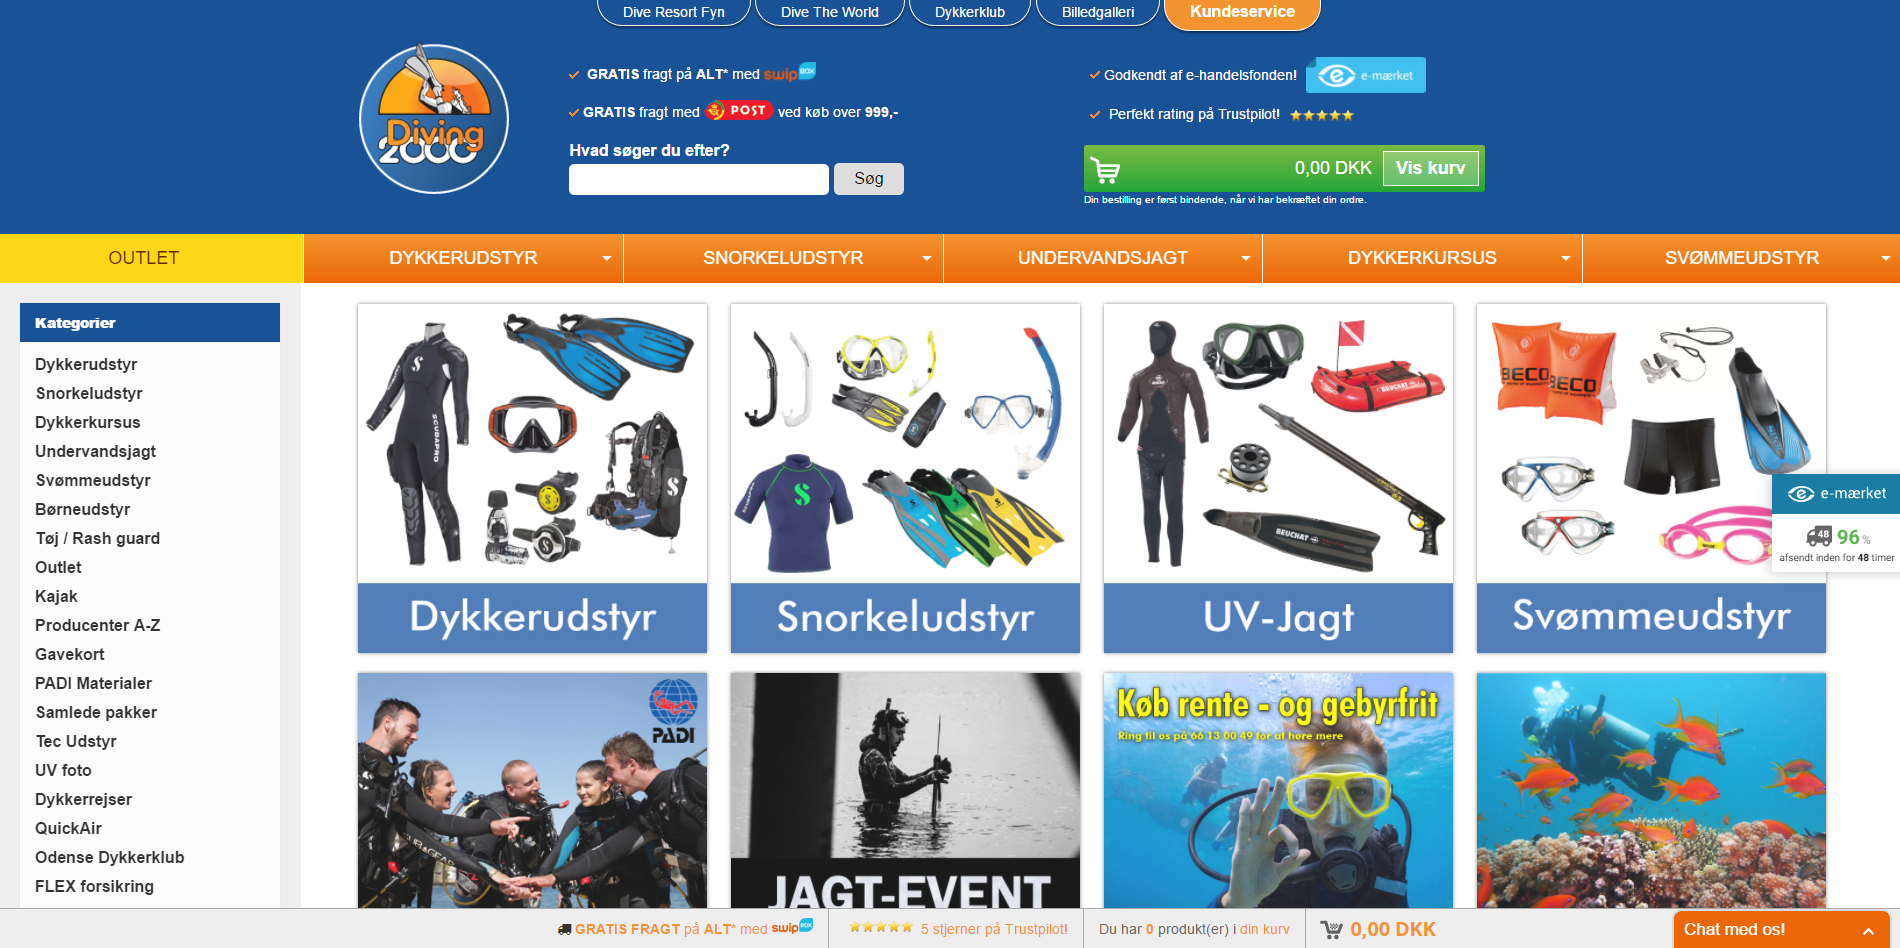 Dive Resort Fyn
Dive The World
Dykkerklub
Billedgalleri
Kundeservice
Diving
2000
GRATIS fragt på ALT* med swip BOX
GRATIS fragt med POST ved køb over 999,-
Hvad søger du efter?
Søg
Godkendt af e-handelsfonden! e e-mærket
Perfekt rating på Trustpilot!
0,00 DKK Vis kurv
Din bestilling er først bindende, når vi har bekræftet din ordre.
OUTLET
DYKKERUDSTYR
SNORKELUDSTYR
UNDERVANDSJAGT
DYKKERKURSUS
SVØMMEUDSTYR
Kategorier
Dykkerudstyr
Snorkeludstyr
Dykkerkursus
Undervandsjagt
Svømmeudstyr
Børneudstyr
Tøj / Rash guard
Outlet
Kajak
Producenter A-Z
Gavekort
PADI Materialer
Samlede pakker
Tec Udstyr
UV foto
Dykkerrejser
QuickAir
Odense Dykkerklub
FLEX forsikring
S
SCUBAPRO
S
S
Dykkerudstyr
S
Snorkeludstyr
BEUCHAT
BEUCHAT
UV-Jagt
BECO
BECO
Svømmeudstyr
e e-mærket
48 96 %
afsendt inden for 48 timer
PADI
SCUBAGEAR
JAGT-EVENT
Køb rente - og gebyrfrit
Ring til os på 66 13 00 49 for at høre mere
GRATIS FRAGT på ALT* med swip BOX
5 stjerner på Trustpilot!
Du har 0 produkt(er) i din kurv
0,00 DKK
Chat med os!